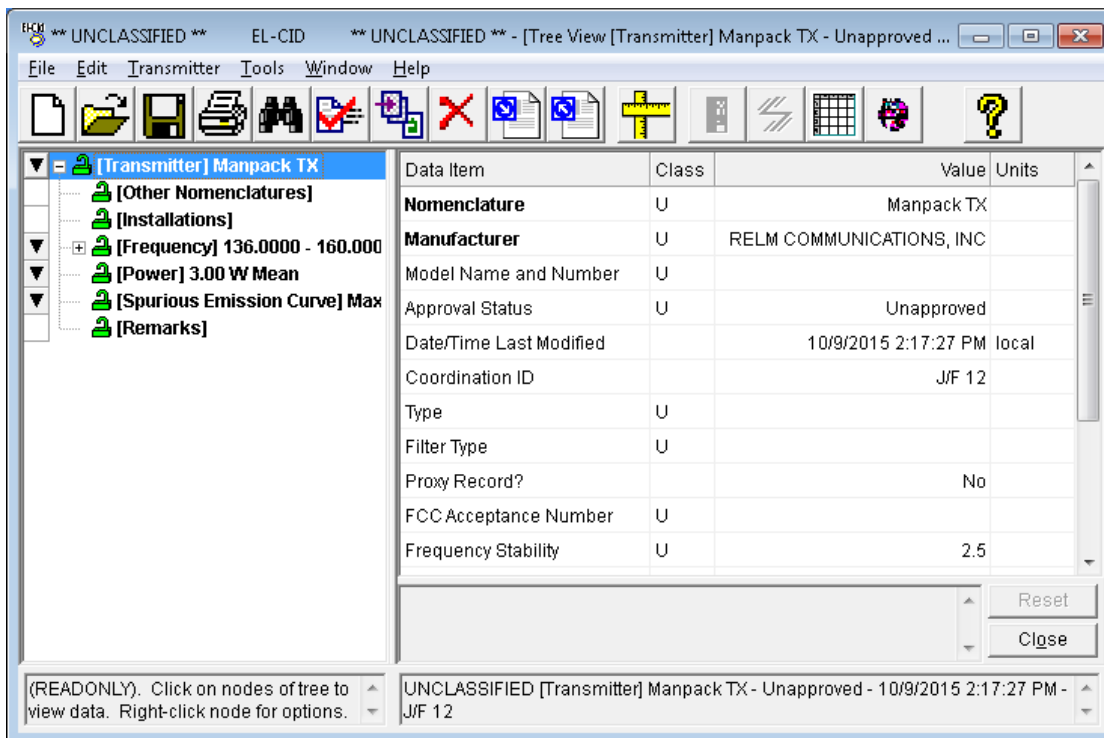 ** UNCLASSIFIED ** EL-CID ** UNCLASSIFIED ** - [Tree View [Transmitter] Manpack TX - Unapproved ...
File Edit Transmitter Tools Window Help
[Transmitter] Manpack TX
[Other Nomenclatures]
[Installations]
[Frequency] 136.0000 - 160.000
[Power] 3.00 W Mean
[Spurious Emission Curve] Max
[Remarks]
Data Item Class Value Units
Nomenclature U Manpack TX
Manufacturer U RELM COMMUNICATIONS, INC
Model Name and Number U
Approval Status U Unapproved
Date/Time Last Modified 10/9/2015 2:17:27 PM local
Coordination ID J/F 12
Type U
Filter Type U
Proxy Record? No
FCC Acceptance Number U
Frequency Stability U 2.5
Reset
Close
(READONLY). Click on nodes of tree to
view data. Right-click node for options.
UNCLASSIFIED [Transmitter] Manpack TX - Unapproved - 10/9/2015 2:17:27 PM -
J/F 12